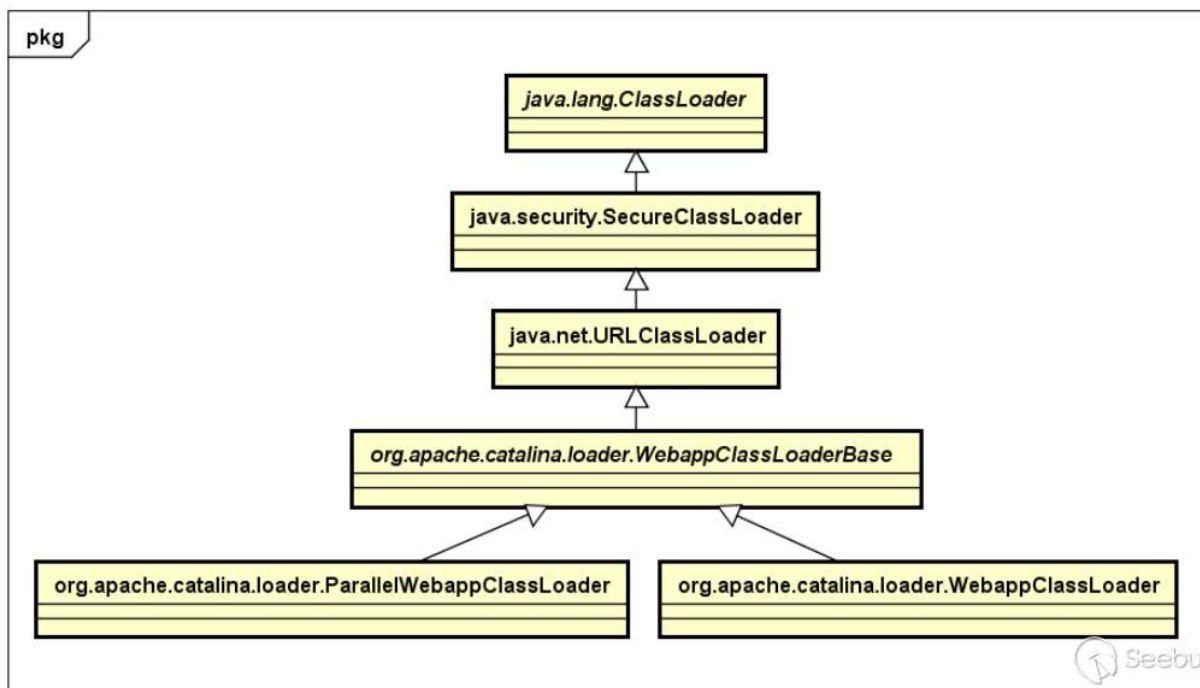 pkg
java.lang.ClassLoader
java.security.SecureClassLoader
java.net.URLClassLoader
org.apache.catalina.loader.WebappClassLoaderBase
org.apache.catalina.loader.ParallelWebappClassLoader
org.apache.catalina.loader.WebappClassLoader